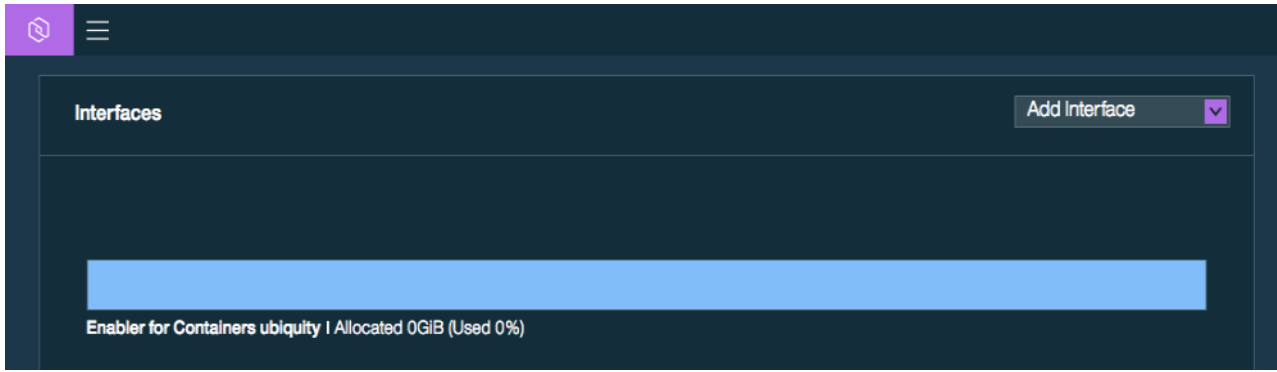 Interfaces
Add Interface
Enabler for Containers ubiquity | Allocated 0GiB (Used 0%)